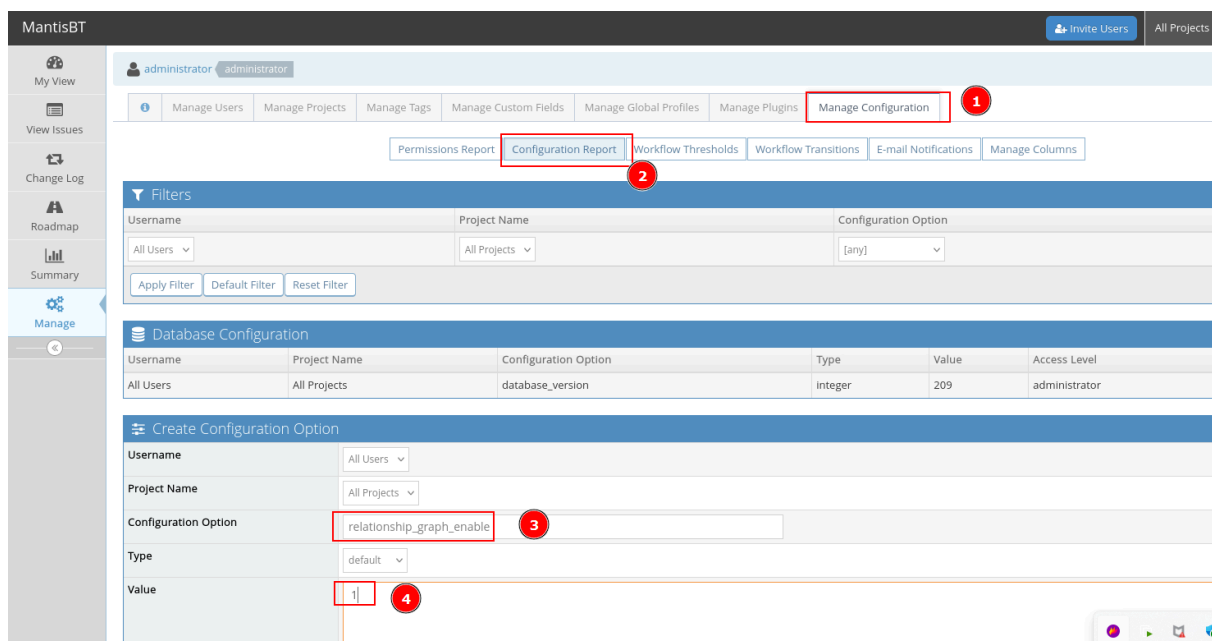 MantisBT
Invite Users
All Projects
My View
View Issues
Change Log
Roadmap
Summary
Manage
administrator administrator
Manage Users Manage Projects Manage Tags Manage Custom Fields Manage Global Profiles Manage Plugins Manage Configuration 1
Permissions Report Configuration Report Workflow Thresholds Workflow Transitions E-mail Notifications Manage Columns
2
Filters
Username Project Name Configuration Option
All Users All Projects [any]
Apply Filter Default Filter Reset Filter
Database Configuration
Username Project Name Configuration Option Type Value Access Level
All Users All Projects database_version integer 209 administrator
Create Configuration Option
Username All Users
Project Name All Projects
Configuration Option relationship_graph_enable 3
Type default
Value 1 4